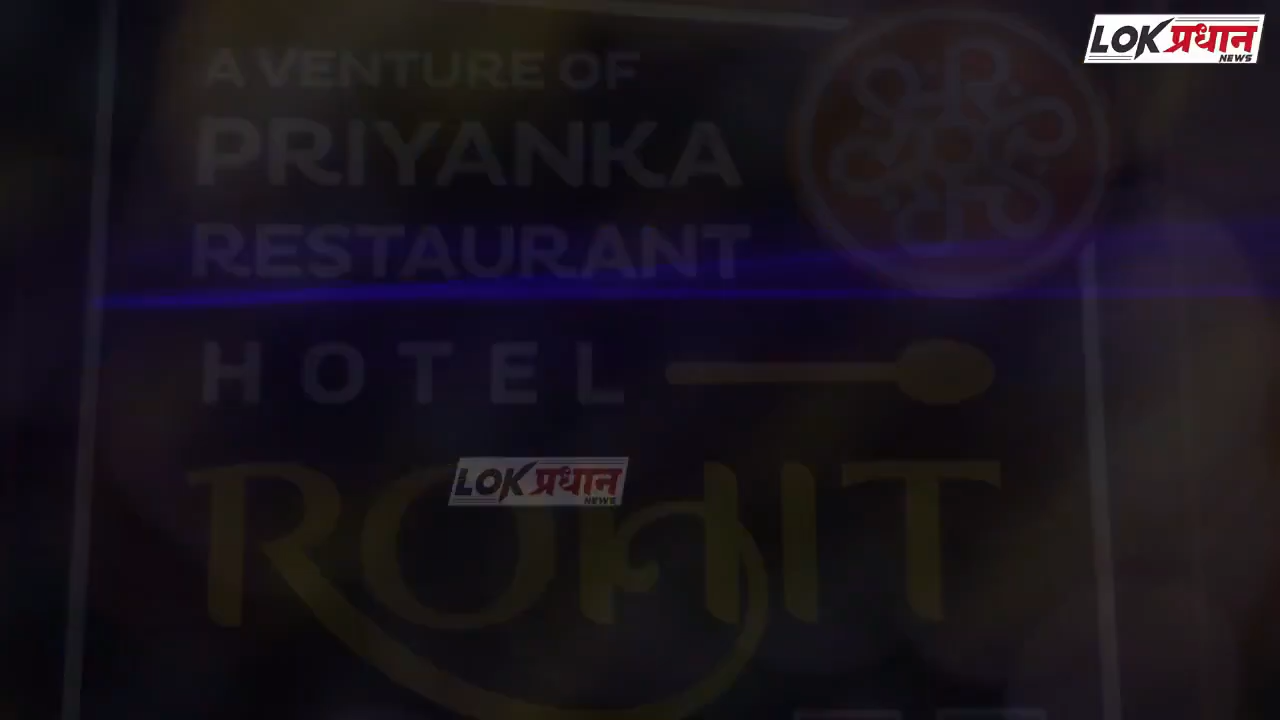 LOK प्रधान
NEWS
A VENTURE OF
PRIYANKA
RESTAURANT
HOTEL
ROHIT
LOK प्रधान
NEWS